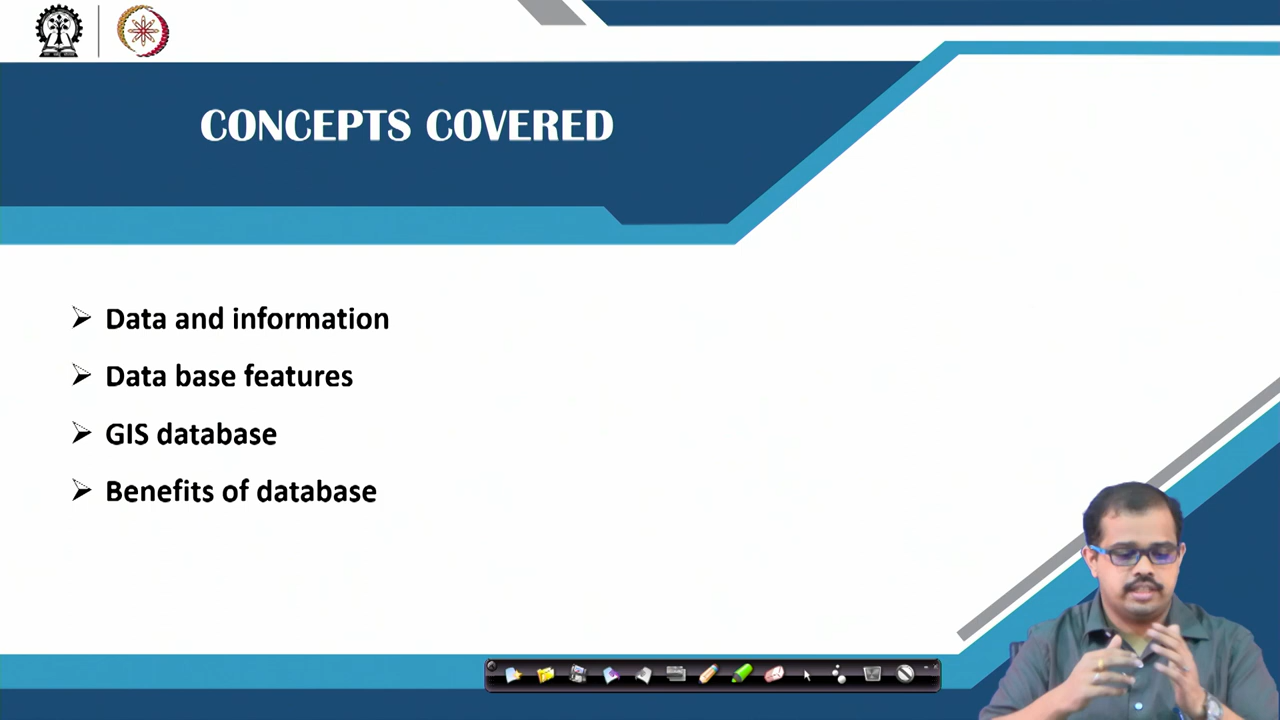 CONCEPTS COVERED
Data and information
Data base features
GIS database
Benefits of database